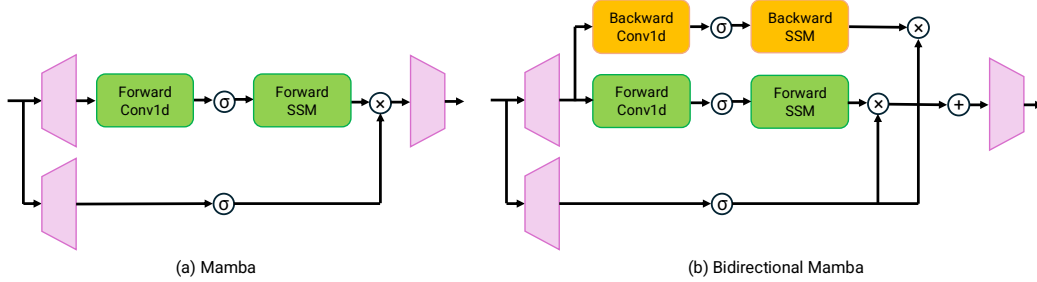 Forward
Conv1d
σ
Forward
SSM
×
σ
(a) Mamba
Backward
Conv1d
σ
Backward
SSM
×
Forward
Conv1d
σ
Forward
SSM
×
+
σ
(b) Bidirectional Mamba